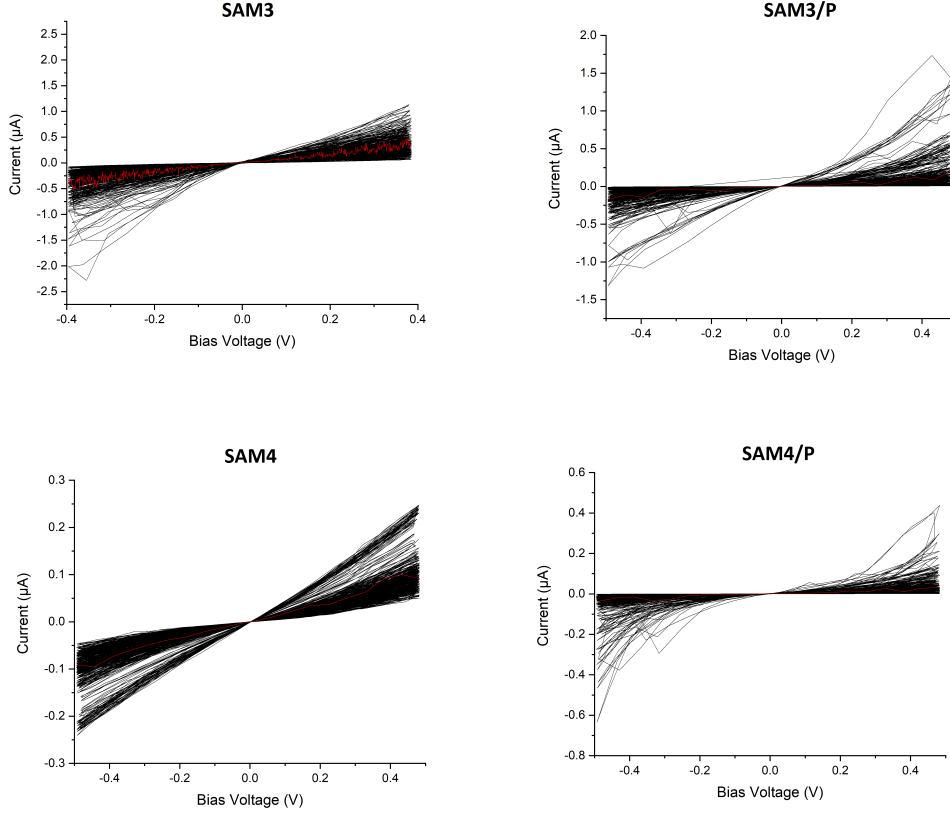 SAM3
2.5
2.0
1.5
1.0
0.5
0.0
-0.5
-1.0
-1.5
-2.0
-2.5
Current (µA)
-0.4 -0.2 0.0 0.2 0.4
Bias Voltage (V)
SAM3/P
2.0
1.5
1.0
0.5
0.0
-0.5
-1.0
-1.5
Current (µA)
-0.4 -0.2 0.0 0.2 0.4
Bias Voltage (V)
SAM4
0.3
0.2
0.1
0.0
-0.1
-0.2
-0.3
Current (µA)
-0.4 -0.2 0.0 0.2 0.4
Bias Voltage (V)
SAM4/P
0.6
0.4
0.2
0.0
-0.2
-0.4
-0.6
-0.8
Current (µA)
-0.4 -0.2 0.0 0.2 0.4
Bias Voltage (V)